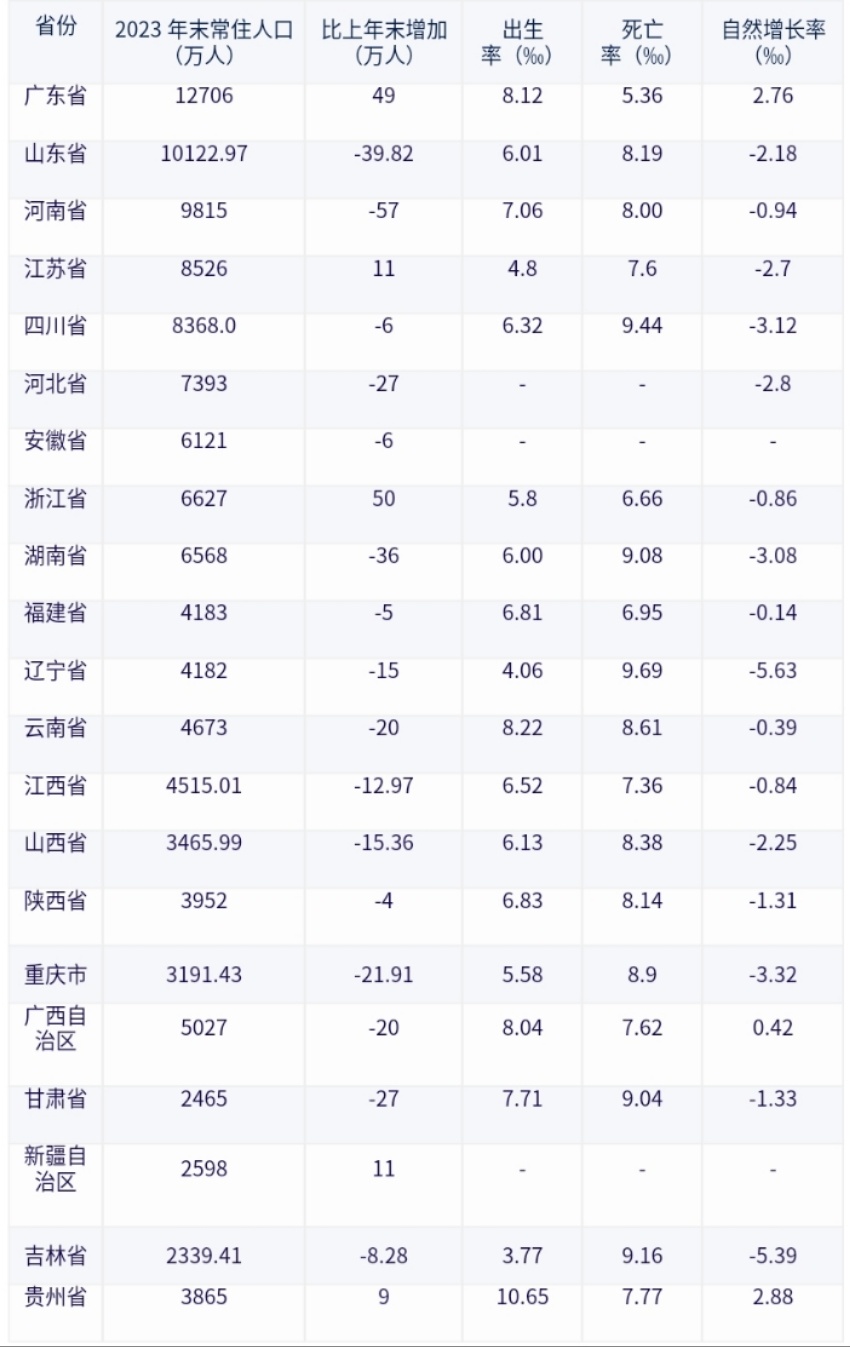 省份 2023 年末常住人口（万人） 比上年末增加（万人） 出生率（‰） 死亡率（‰） 自然增长率（‰）
广东省 12706 49 8.12 5.36 2.76
山东省 10122.97 -39.82 6.01 8.19 -2.18
河南省 9815 -57 7.06 8.00 -0.94
江苏省 8526 11 4.8 7.6 -2.7
四川省 8368.0 -6 6.32 9.44 -3.12
河北省 7393 -27 - - -2.8
安徽省 6121 -6 - - -
浙江省 6627 50 5.8 6.66 -0.86
湖南省 6568 -36 6.00 9.08 -3.08
福建省 4183 -5 6.81 6.95 -0.14
辽宁省 4182 -15 4.06 9.69 -5.63
云南省 4673 -20 8.22 8.61 -0.39
江西省 4515.01 -12.97 6.52 7.36 -0.84
山西省 3465.99 -15.36 6.13 8.38 -2.25
陕西省 3952 -4 6.83 8.14 -1.31
重庆市 3191.43 -21.91 5.58 8.9 -3.32
广西自治区 5027 -20 8.04 7.62 0.42
甘肃省 2465 -27 7.71 9.04 -1.33
新疆自治区 2598 11 - - -
吉林省 2339.41 -8.28 3.77 9.16 -5.39
贵州省 3865 9 10.65 7.77 2.88